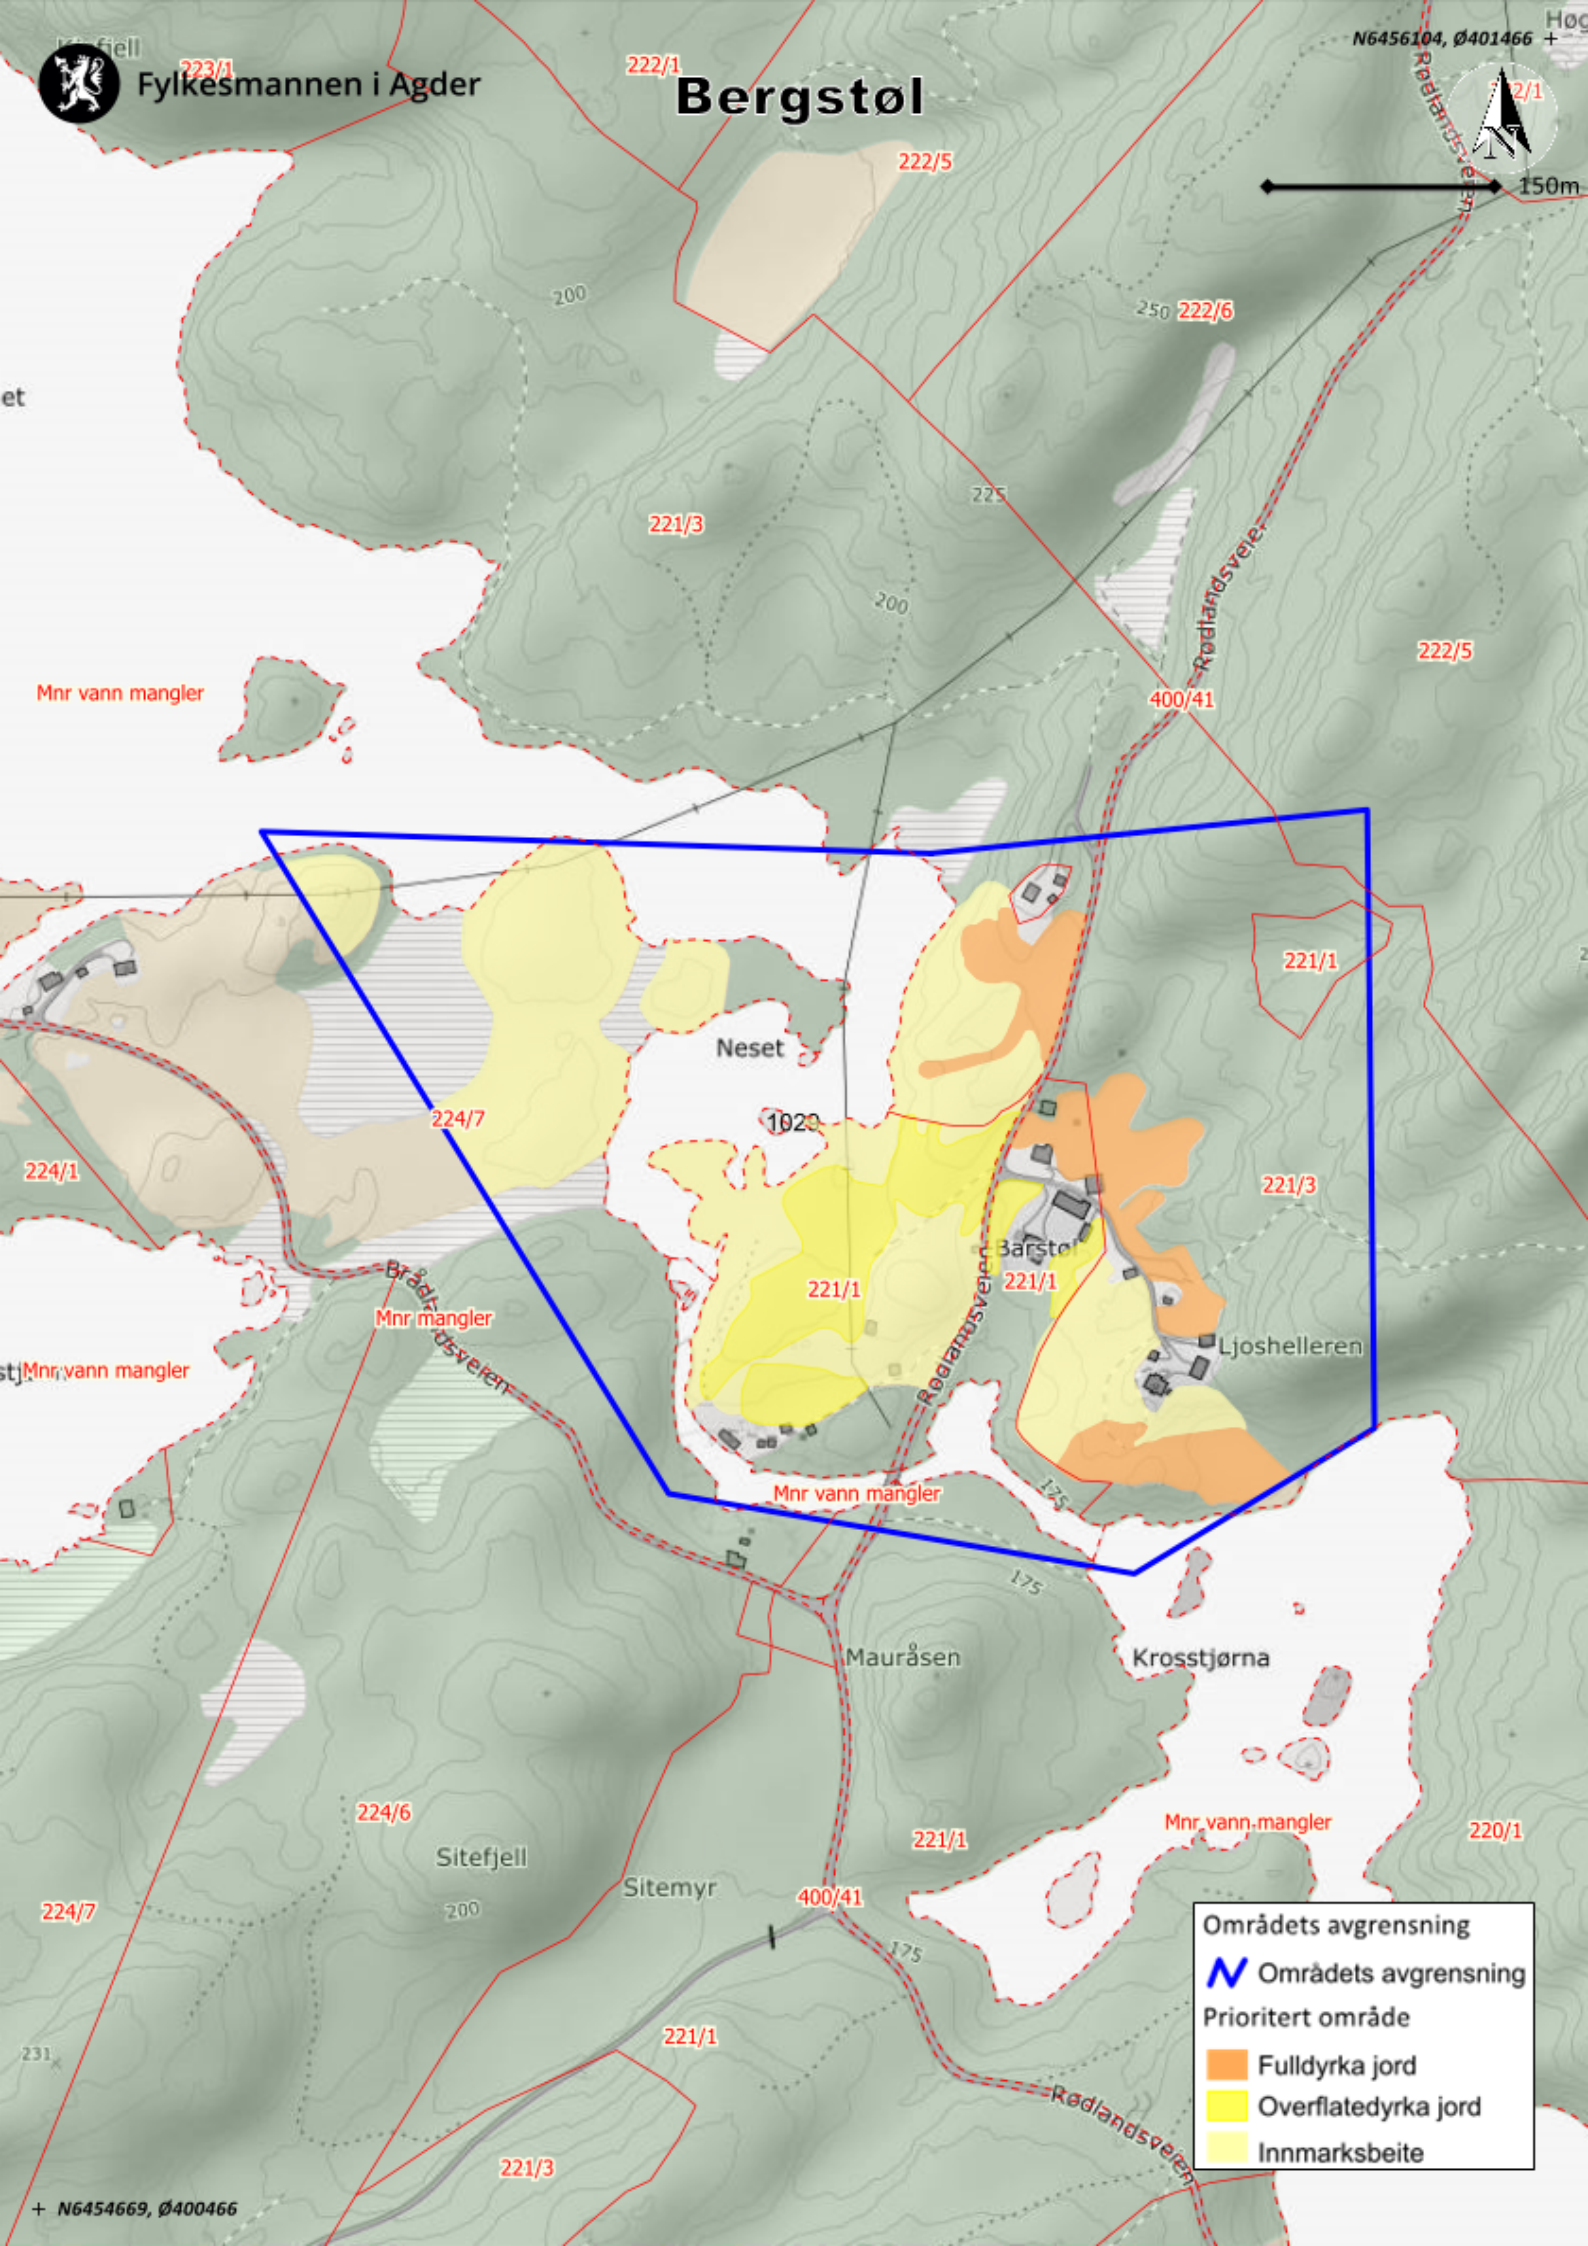 N6456104, Ø401466
Fylkesmannen i Agder
Bergstøl
223/1
222/1
222/5
N
150m
Rødlandsveien
200
250
222/6
et
225
221/3
200
Rødlandsveien
222/5
Mnr vann mangler
400/41
221/1
Neset
224/7
1029
224/1
221/3
Barstøl
221/1
221/1
Rødlandsveien
Brådlandsveien
Mnr mangler
Mnr vann mangler
Ljoshelleren
Mnr vann mangler
175
175
Mauråsen
Krosstjørna
224/6
Mnr vann mangler
220/1
221/1
Sitefjell
Sitemyr
400/41
224/7
200
175
231
221/1
Rødlandsveien
221/3
Områdets avgrensning
Områdets avgrensning
Prioritert område
Fulldyrka jord
Overflatedyrka jord
Innmarksbeite
N6454669, Ø400466